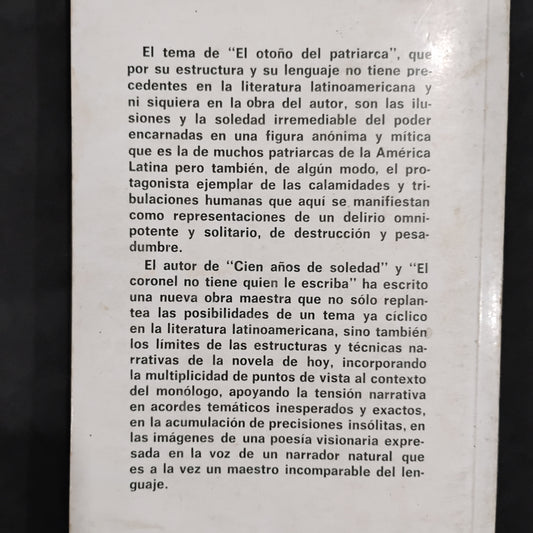 El tema de "El otoño del patriarca", que
por su estructura y su lenguaje no tiene pre-
cedentes en la literatura latinoamericana y
ni siquiera en la obra del autor, son las ilu-
siones y la soledad irremediable del poder
encarnadas en una figura anónima y mítica
que es la de muchos patriarcas de la América
Latina pero también, de algún modo, el pro-
tagonista ejemplar de las calamidades y tri-
bulaciones humanas que aquí se manifiestan
como representaciones de un delirio omni-
potente y solitario, de destrucción y pesa-
dumbre.
El autor de "Cien años de soledad" y "El
coronel no tiene quien le escriba" ha escrito
una nueva obra maestra que no sólo replan-
tea las posibilidades de un tema ya cíclico
en la literatura latinoamericana, sino también
los límites de las estructuras y técnicas na-
rrativas de la novela de hoy, incorporando
la multiplicidad de puntos de vista al contexto
del monólogo, apoyando la tensión narrativa
en acordes temáticos inesperados y exactos,
en la acumulación de precisiones insólitas, en
las imágenes de una poesía visionaria expre-
sada en la voz de un narrador natural que
es a la vez un maestro incomparable del len-
guaje.